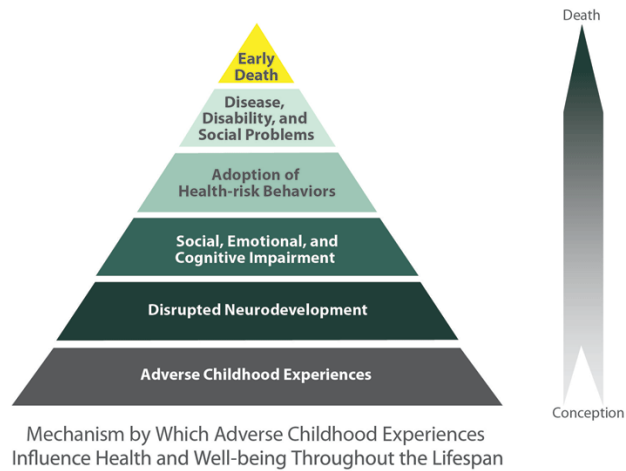 Death
Early
Death
Disease,
Disability, and
Social Problems
Adoption of
Health-risk Behaviors
Social, Emotional, and
Cognitive Impairment
Disrupted Neurodevelopment
Adverse Childhood Experiences
Conception
Mechanism by Which Adverse Childhood Experiences
Influence Health and Well-being Throughout the Lifespan